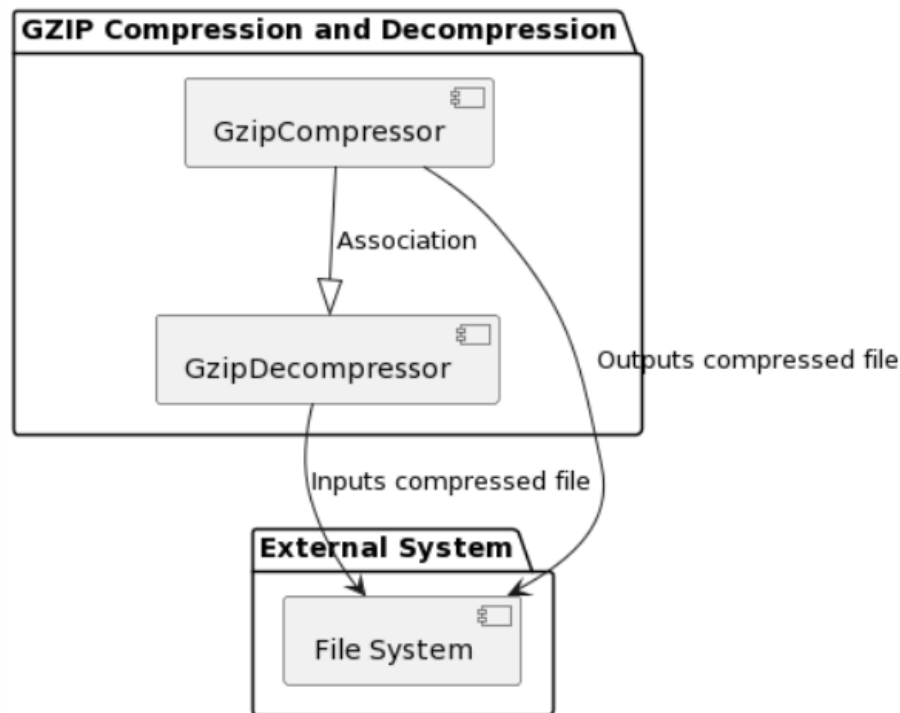 GZIP Compression and Decompression
GzipCompressor
Association
GzipDecompressor
Outputs compressed file
Inputs compressed file
External System
File System